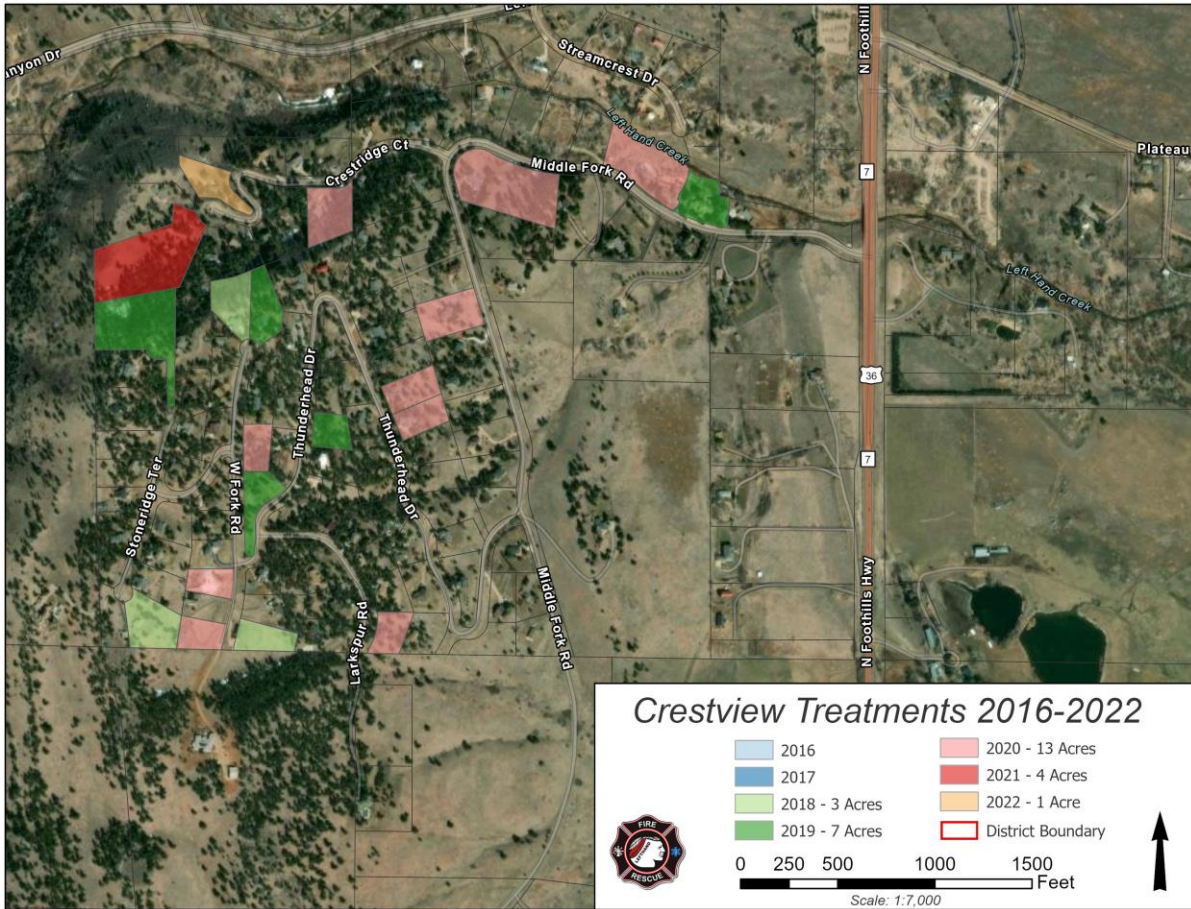 unyon Dr
Streamcrest Dr
N Foothill
Left Hand Creek
Crestridge Ct
Middle Fork Rd
7
Plateau
Left Hand Creek
36
Thunderhead Dr
Thunderhead Dr
7
Stoneridge Ter
W Fork Rd
Middle Fork Rd
N Foothills Hwy
Larkspur Rd
Crestview Treatments 2016-2022
2016
2017
2018 - 3 Acres
2019 - 7 Acres
2020 - 13 Acres
2021 - 4 Acres
2022 - 1 Acre
District Boundary
FIRE
RESCUE
0 250 500 1000 1500
Feet
Scale: 1:7,000